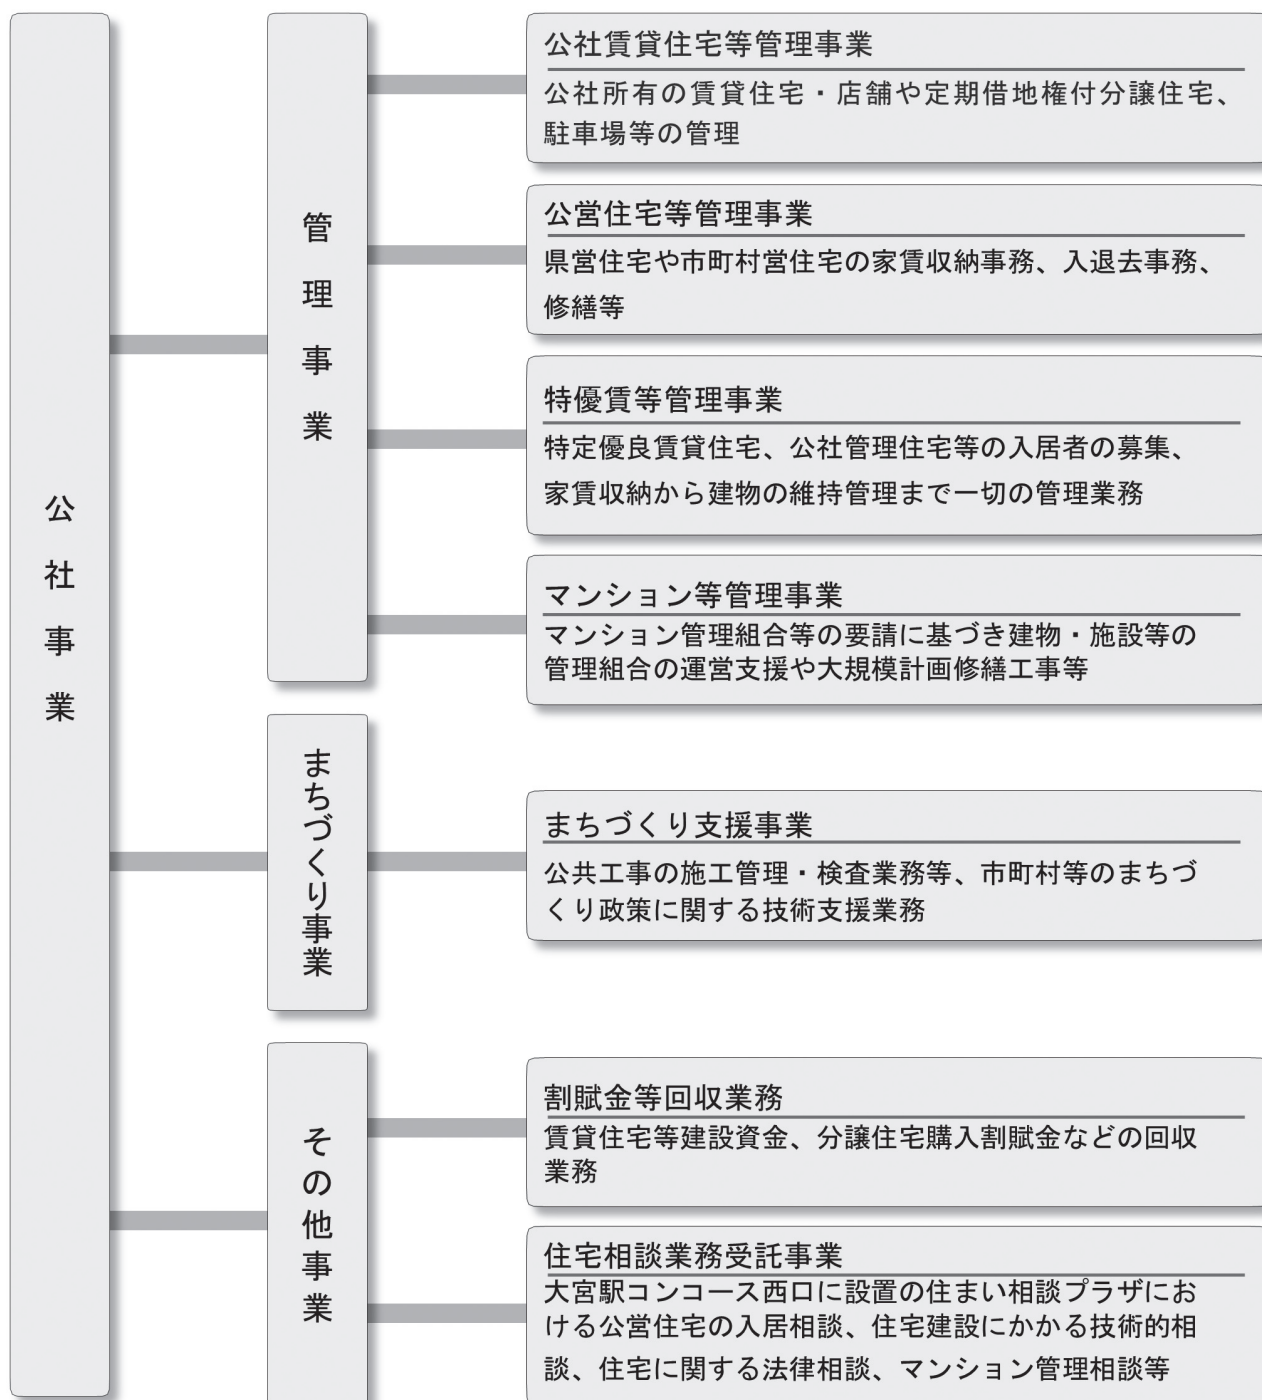 公社事業
管理事業
公社賃貸住宅等管理事業
公社所有の賃貸住宅・店舗や定期借地権付分譲住宅、
駐車場等の管理
公営住宅等管理事業
県営住宅や市町村営住宅の家賃収納事務、入退去事務、
修繕等
特優賃等管理事業
特定優良賃貸住宅、公社管理住宅等の入居者の募集、
家賃収納から建物の維持管理まで一切の管理業務
マンション等管理事業
マンション管理組合等の要請に基づき建物・施設等の
管理組合の運営支援や大規模計画修繕工事等
まちづくり事業
まちづくり支援事業
公共工事の施工管理・検査業務等、市町村等のまちづ
くり政策に関する技術支援業務
その他事業
割賦金等回収業務
賃貸住宅等建設資金、分譲住宅購入割賦金などの回収
業務
住宅相談業務受託事業
大宮駅コンコース西口に設置の住まい相談プラザにお
ける公営住宅の入居相談、住宅建設にかかる技術的相
談、住宅に関する法律相談、マンション管理相談等